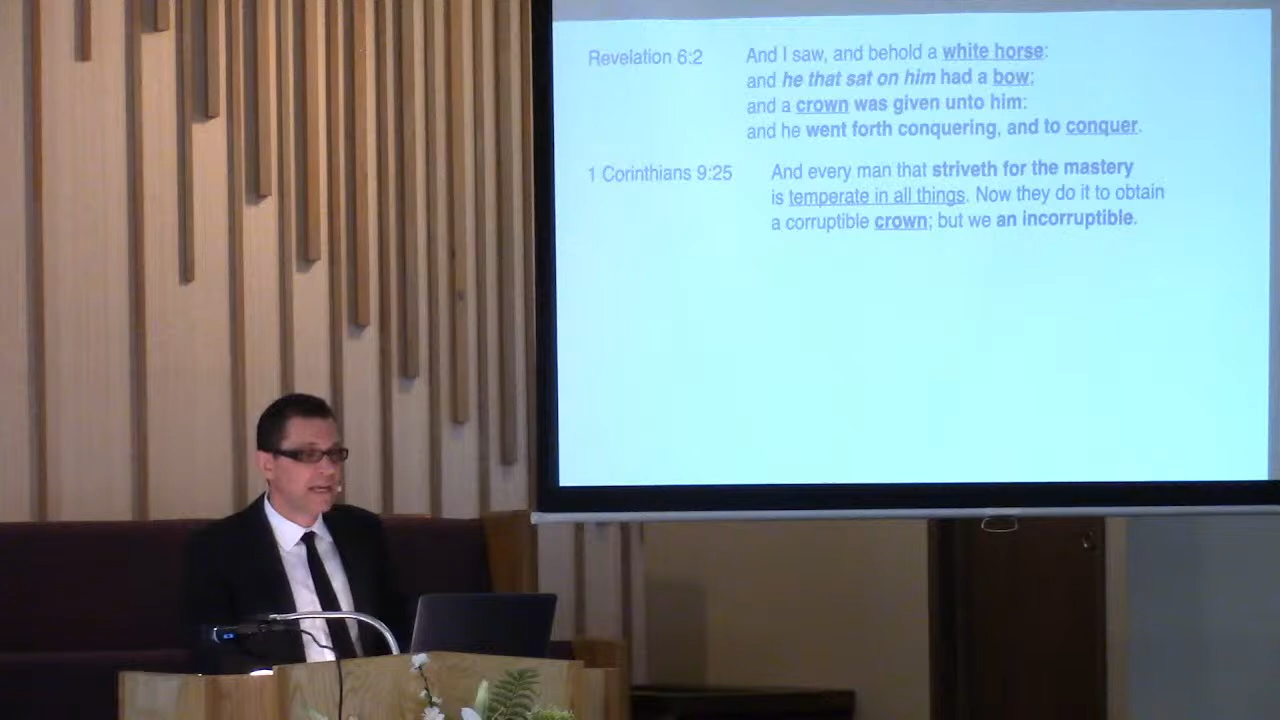 Revelation 6:2 And I saw, and behold a white horse:
and he that sat on him had a bow;
and a crown was given unto him:
and he went forth conquering, and to conquer.
1 Corinthians 9:25 And every man that striveth for the mastery
is temperate in all things. Now they do it to obtain
a corruptible crown; but we an incorruptible.